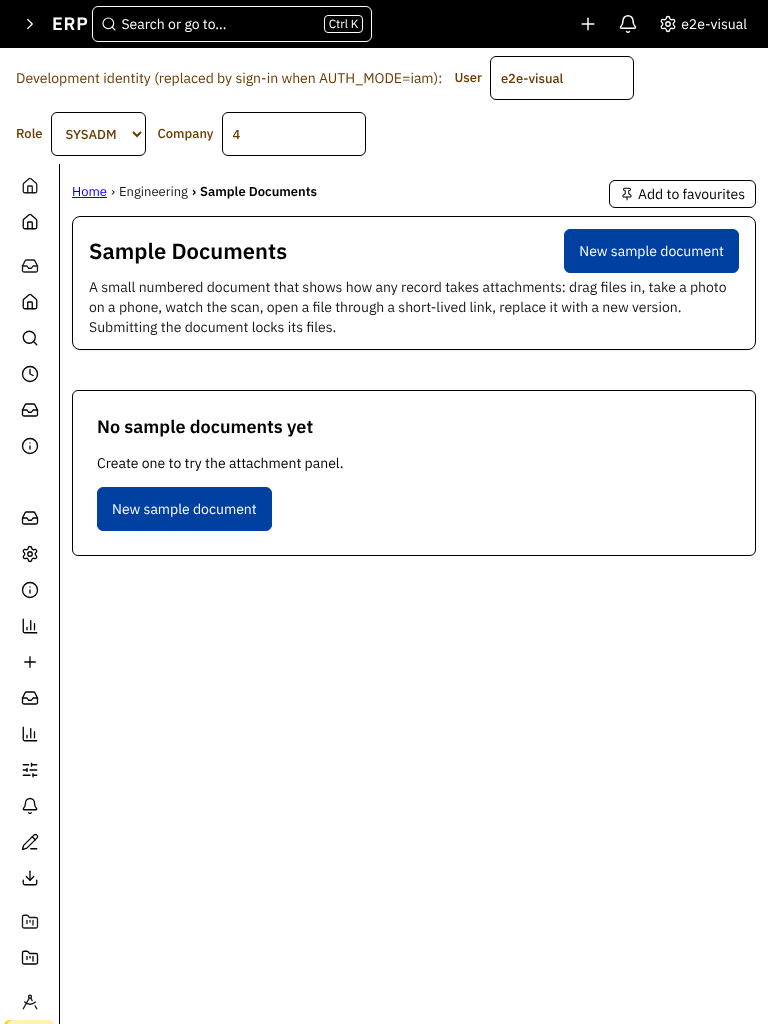 ERP
Search or go to... Ctrl K
e2e-visual
Development identity (replaced by sign-in when AUTH_MODE=iam): User e2e-visual
Role SYSADM Company 4
Home › Engineering › Sample Documents
Add to favourites
Sample Documents
New sample document
A small numbered document that shows how any record takes attachments: drag files in, take a photo
on a phone, watch the scan, open a file through a short-lived link, replace it with a new version.
Submitting the document locks its files.
No sample documents yet
Create one to try the attachment panel.
New sample document